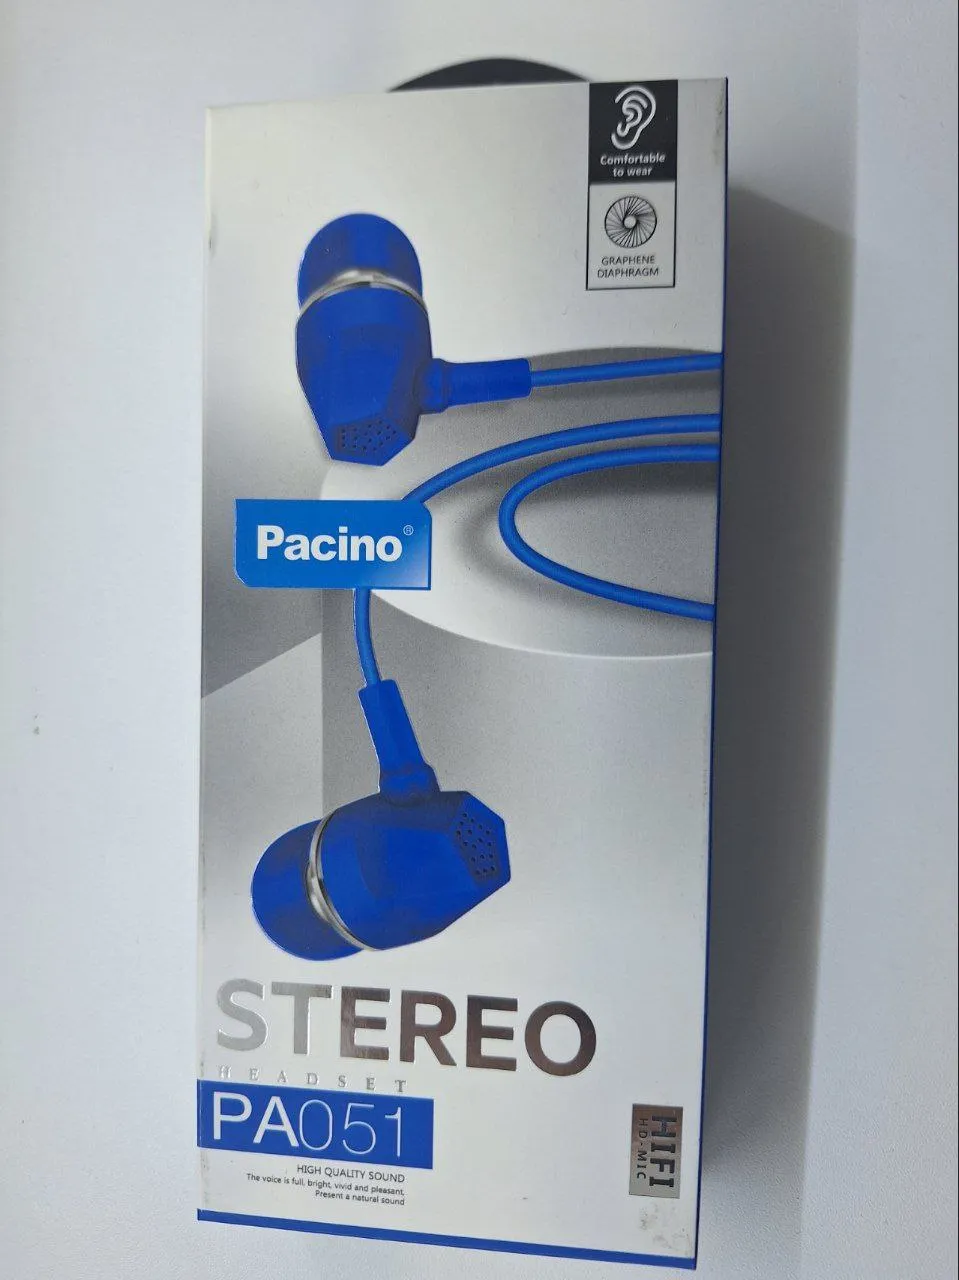 Comfortable
to wear
GRAPHENE
DIAPHRAGM
Pacino®
STEREO
HEADSET
PA051
HIGH QUALITY SOUND
The voice is full, bright, vivid and pleasant,
Present a natural sound
HIFI
HD-MIC